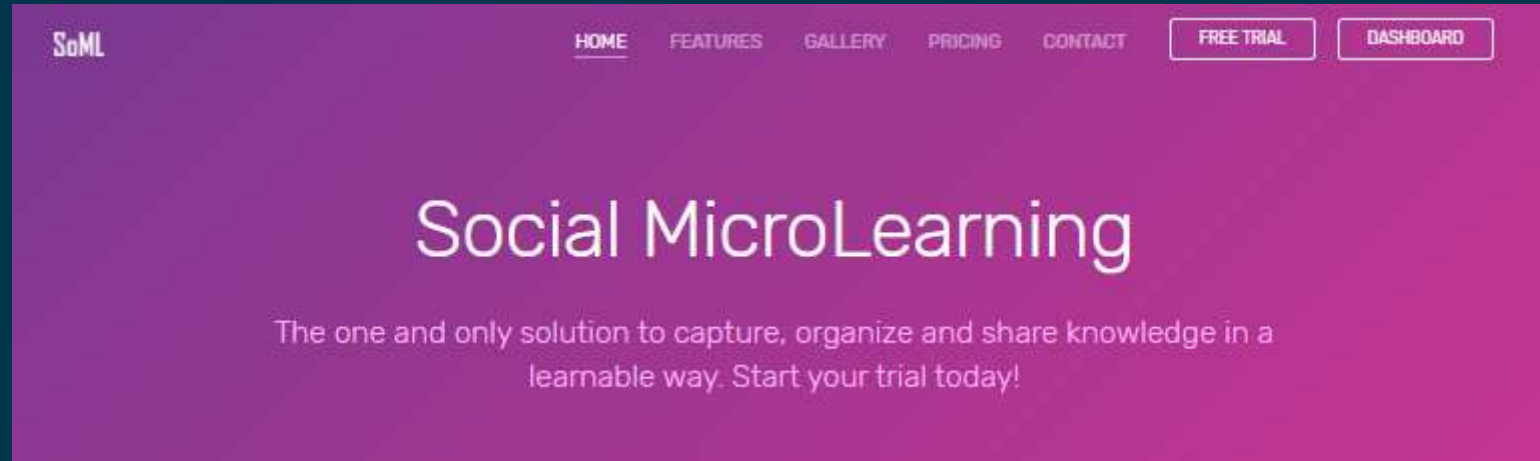 SoML
HOME FEATURES GALLERY PRICING CONTACT FREE TRIAL DASHBOARD
Social MicroLearning
The one and only solution to capture, organize and share knowledge in a
learnable way. Start your trial today!